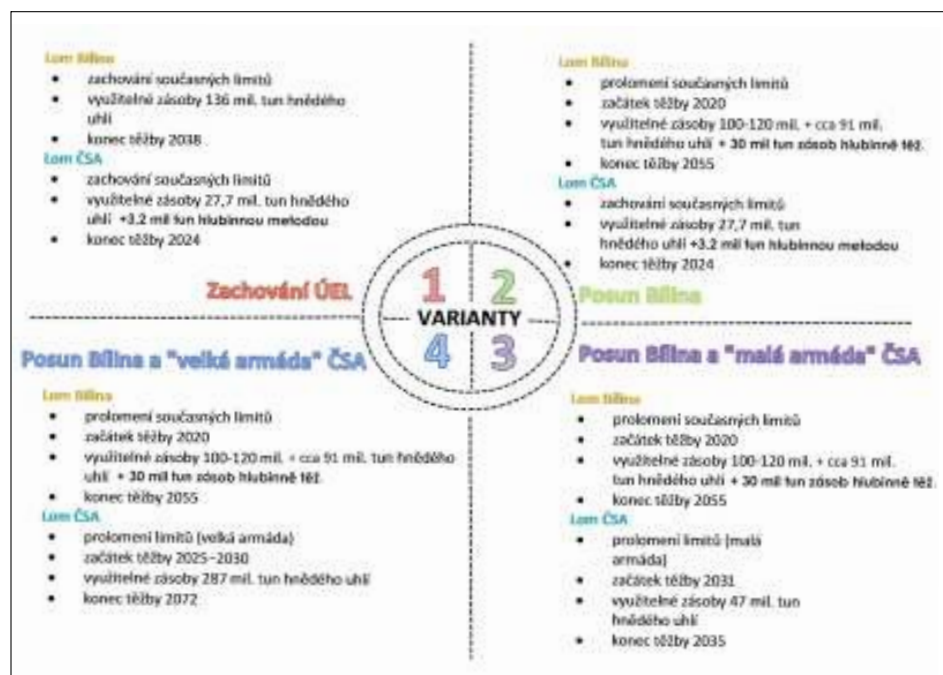 Lom Bílina
• zachování současných limitů
• využitelné zásoby 136 mil. tun hnědého
uhlí
• konec těžby 2038
Lom ČSA
• zachování současných limitů
• využitelné zásoby 27,7 mil. tun hnědého
uhlí +3.2 mil tun hlubinnou metodou
• konec těžby 2024
Zachování ÚEL
Lom Bílina
• prolomení současných limitů
• začátek těžby 2020
• využitelné zásoby 100-120 mil. + cca 91 mil.
tun hnědého uhlí + 30 mil tun zásob hlubinně těž.
• konec těžby 2055
Lom ČSA
• zachování současných limitů
• využitelné zásoby 27,7 mil. tun
hnědého uhlí +3.2 mil tun hlubinnou metodou
• konec těžby 2024
Posun Bílina
1 2
VARIANTY
4 3
Posun Bílina a "velká armáda" ČSA
Lom Bílina
• prolomení současných limitů
• začátek těžby 2020
• využitelné zásoby 100-120 mil. + cca 91 mil. tun hnědého
uhlí + 30 mil tun zásob hlubinně těž.
• konec těžby 2055
Lom ČSA
• prolomení limitů (velká armáda)
• začátek těžby 2025–2030
• využitelné zásoby 287 mil. tun hnědého uhlí
• konec těžby 2072
Posun Bílina a "malá armáda" ČSA
Lom Bílina
• prolomení současných limitů
• začátek těžby 2020
• využitelné zásoby 100-120 mil. + cca 91 mil.
tun hnědého uhlí + 30 mil tun zásob hlubinně těž.
• konec těžby 2055
Lom ČSA
• prolomení limitů (malá
armáda)
• začátek těžby 2031
• využitelné zásoby 47 mil. tun
hnědého uhlí
• konec těžby 2035